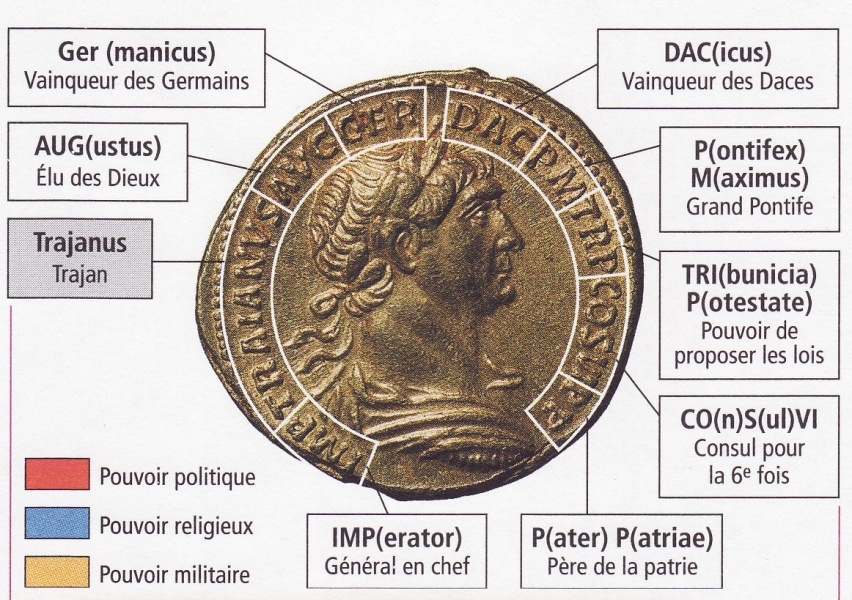 Ger (manicus)
Vainqueur des Germains
DAC(icus)
Vainqueur des Daces
AUG(ustus)
Élu des Dieux
P(ontifex)
M(aximus)
Grand Pontife
Trajanus
Trajan
TRI(bunicia)
P(otestate)
Pouvoir de
proposer les lois
CO(n)S(ul)VI
Consul pour
la 6e fois
IMP(erator)
Général en chef
P(ater) P(atriae)
Père de la patrie
Pouvoir politique
Pouvoir religieux
Pouvoir militaire
IMP TRAIANVS AVG GER DAC P M TR P COS VI P P